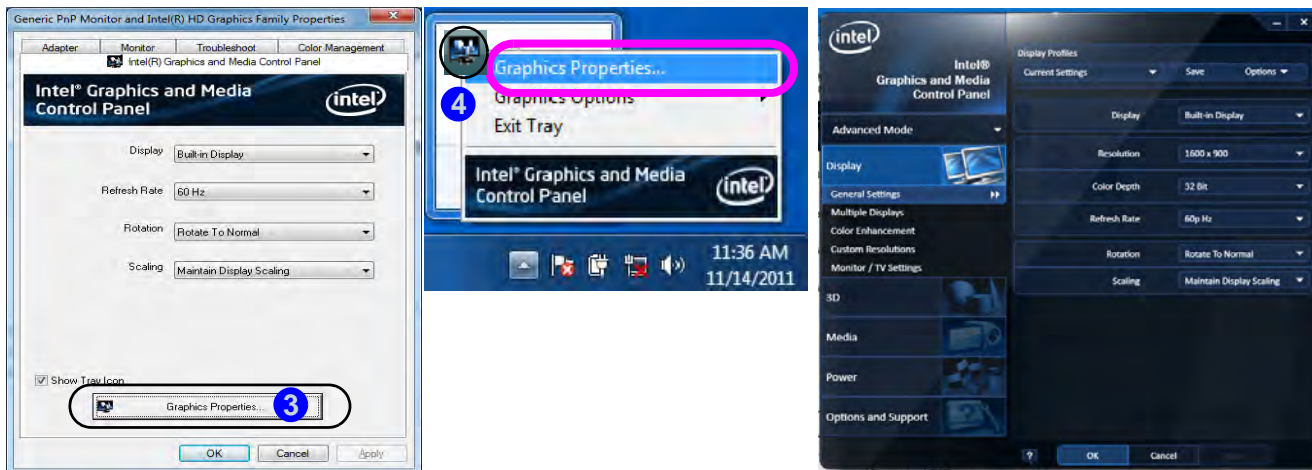 Generic PnP Monitor and Intel(R) HD Graphics Family Properties
Adapter Monitor Troubleshoot Color Management
Intel(R) Graphics and Media Control Panel
Intel® Graphics and Media
Control Panel
intel
Display Built-in Display
Refresh Rate 60 Hz
Rotation Rotate To Normal
Scaling Maintain Display Scaling
Show Tray Icon
Graphics Properties... 3
OK Cancel Apply
Graphics Properties...
4
Graphics Options
Exit Tray
Intel® Graphics and Media
Control Panel
intel
11:36 AM
11/14/2011
intel
Intel®
Graphics and Media
Control Panel
Advanced Mode
Display
General Settings
Multiple Displays
Color Enhancement
Custom Resolutions
Monitor / TV Settings
3D
Media
Power
Options and Support
Display Profiles
Current Settings Save Options
Display Built-in Display
Resolution 1600 x 900
Color Depth 32 Bit
Refresh Rate 60p Hz
Rotation Rotate To Normal
Scaling Maintain Display Scaling
? OK Cancel